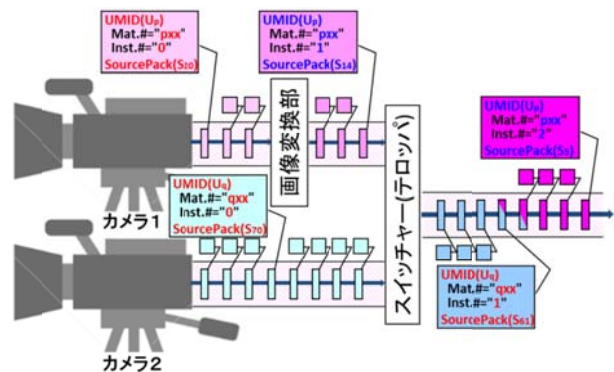 UMID(Up)
Mat.#="pxx"
Inst.#="0"
SourcePack(S20)
UMID(Up)
Mat.#="pxx"
Inst.#="1"
SourcePack(S14)
画像変換部
スイッチャー(テロッパ)
UMID(Up)
Mat.#="pxx"
Inst.#="2"
SourcePack(S5)
カメラ1
UMID(Uq)
Mat.#="qxx"
Inst.#="0"
SourcePack(S70)
UMID(Uq)
Mat.#="qxx"
Inst.#="1"
SourcePack(S61)
カメラ2